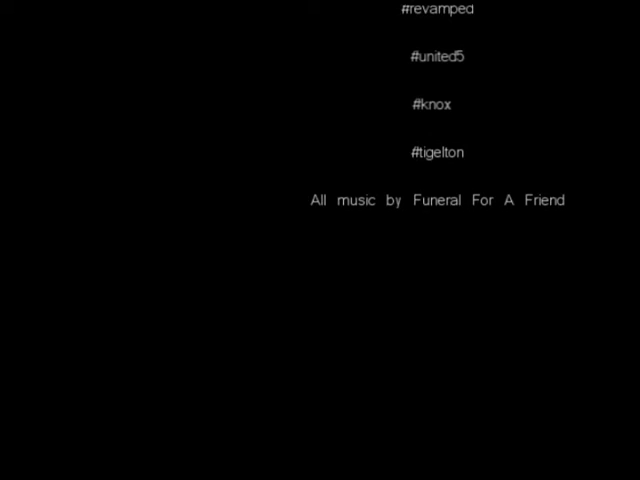 #revamped
#united5
#knox
#tigelton
All music by Funeral For A Friend